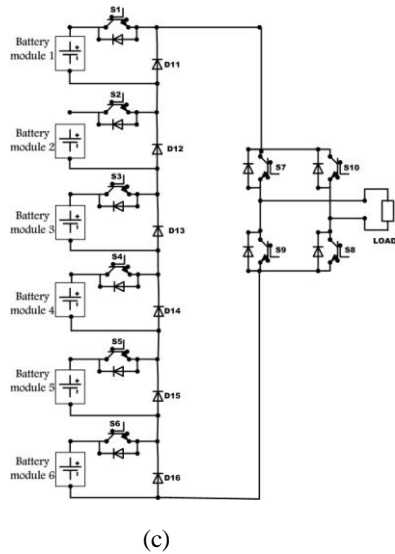 S1
Battery
module 1
D11
S2
Battery
module 2
D12
S3
Battery
module 3
D13
S4
Battery
module 4
D14
S5
Battery
module 5
D15
S6
Battery
module 6
D16
S7
S10
LOAD
S9
S8
(c)